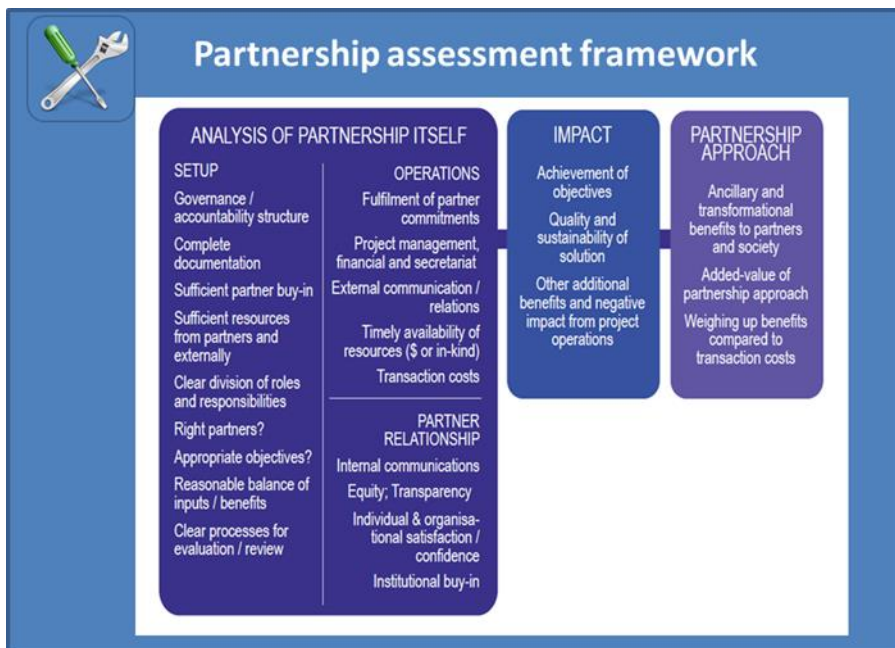 Partnership assessment framework
ANALYSIS OF PARTNERSHIP ITSELF
SETUP
Governance /
accountability structure
Complete
documentation
Sufficient partner buy-in
Sufficient resources
from partners and
externally
Clear division of roles
and responsibilities
Right partners?
Appropriate objectives?
Reasonable balance of
inputs / benefits
Clear processes for
evaluation / review
OPERATIONS
Fulfilment of partner
commitments
Project management,
financial and secretariat
External communication /
relations
Timely availability of
resources ($ or in-kind)
Transaction costs
PARTNER
RELATIONSHIP
Internal communications
Equity; Transparency
Individual & organisa-
tional satisfaction /
confidence
Institutional buy-in
IMPACT
Achievement of
objectives
Quality and
sustainability of
solution
Other additional
benefits and negative
impact from project
operations
PARTNERSHIP
APPROACH
Ancillary and
transformational
benefits to partners
and society
Added-value of
partnership approach
Weighing up benefits
compared to
transaction costs